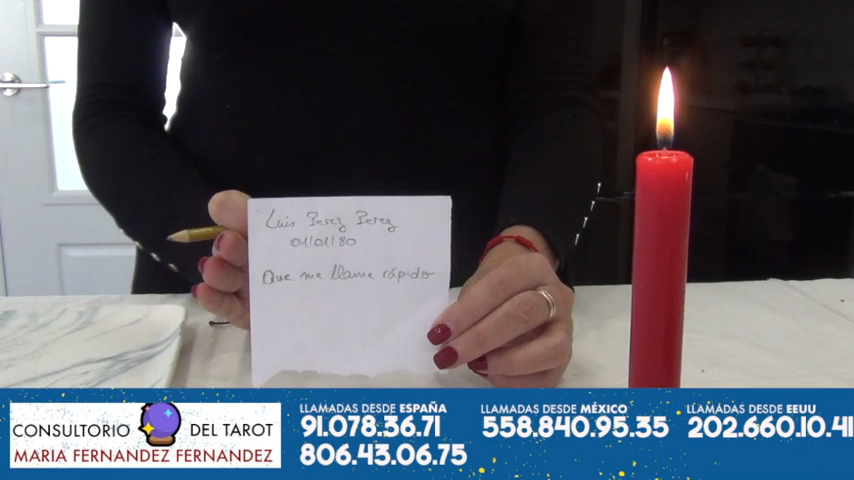 Luis Perez Perez
01/01/80
Que me llame rápido
CONSULTORIO DEL TAROT
MARIA FERNANDEZ FERNANDEZ
LLAMADAS DESDE ESPAÑA
91.078.36.71
806.43.06.75
LLAMADAS DESDE MÉXICO
558.840.95.35
LLAMADAS DESDE EEUU
202.660.10.41